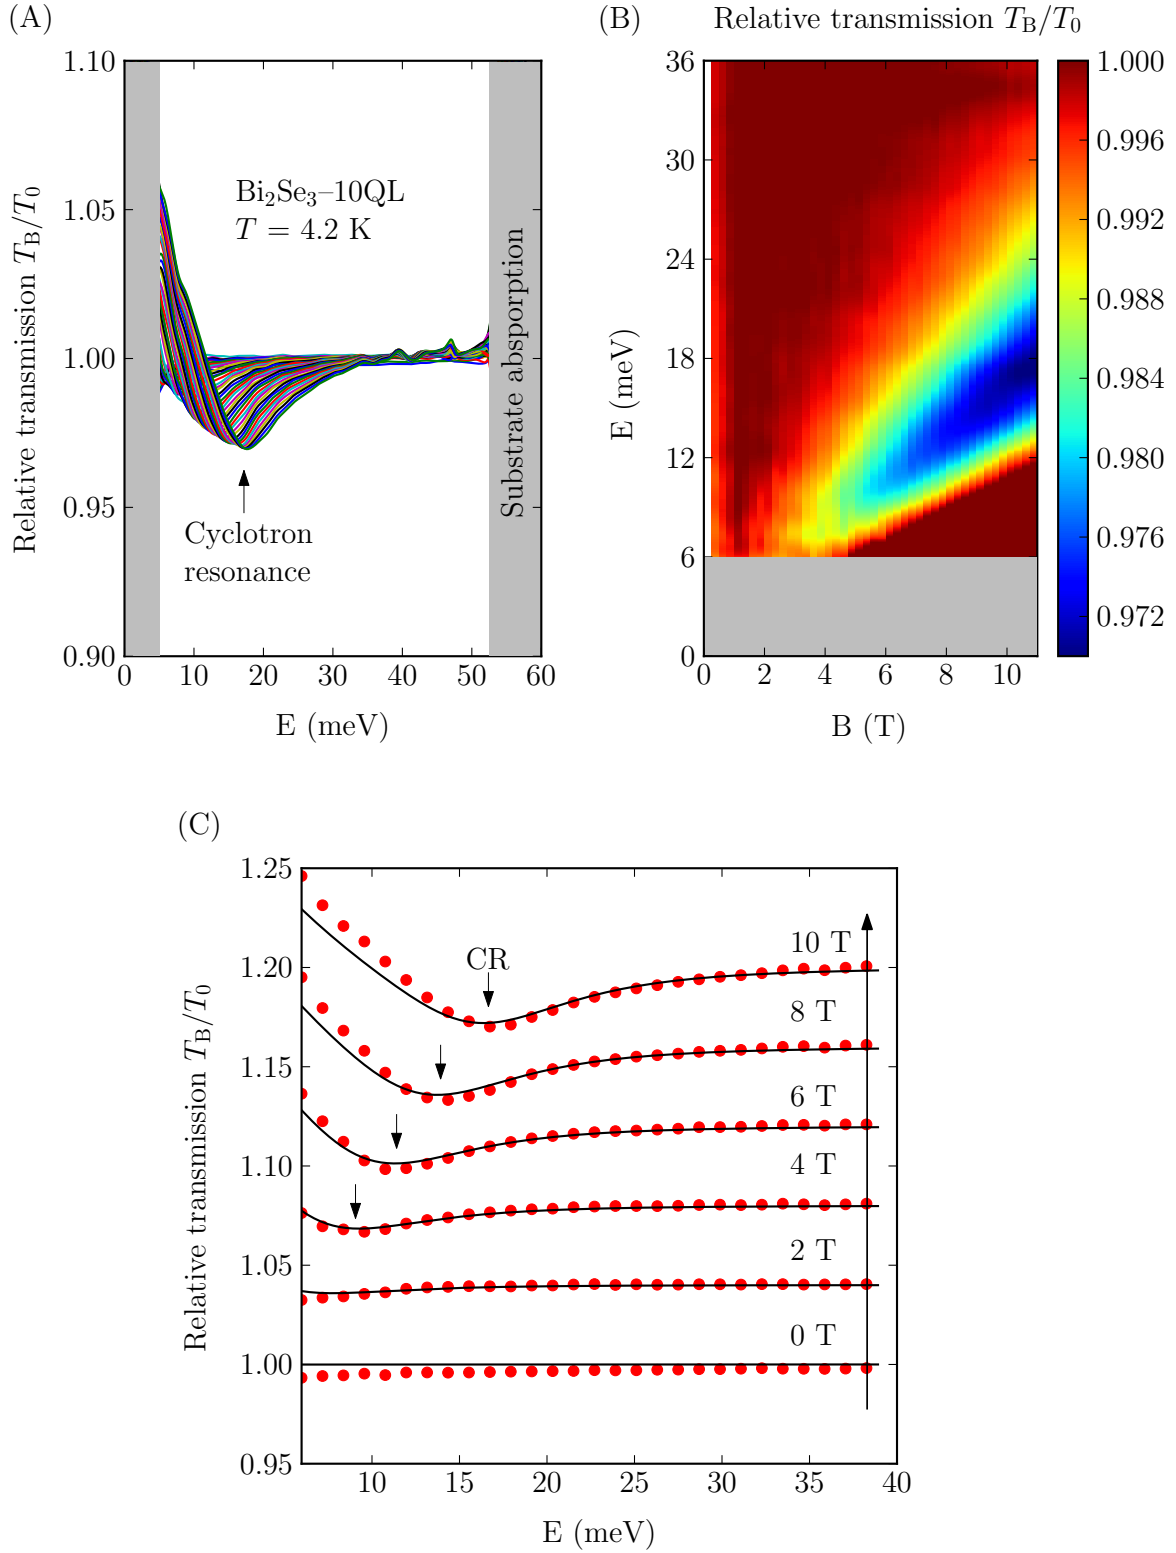 (A)
1.10
1.05
1.00
0.95
0.90
Relative transmission T_B/T_0
Bi₂Se₃–10QL
T = 4.2 K
Cyclotron
resonance
Substrate absporption
0 10 20 30 40 50 60
E (meV)
(B)
Relative transmission T_B/T_0
36
30
24
18
12
6
0
E (meV)
0 2 4 6 8 10
B (T)
1.000
0.996
0.992
0.988
0.984
0.980
0.976
0.972
(C)
1.25
1.20
1.15
1.10
1.05
1.00
0.95
Relative transmission T_B/T_0
CR
10 T
8 T
6 T
4 T
2 T
0 T
10 15 20 25 30 35 40
E (meV)